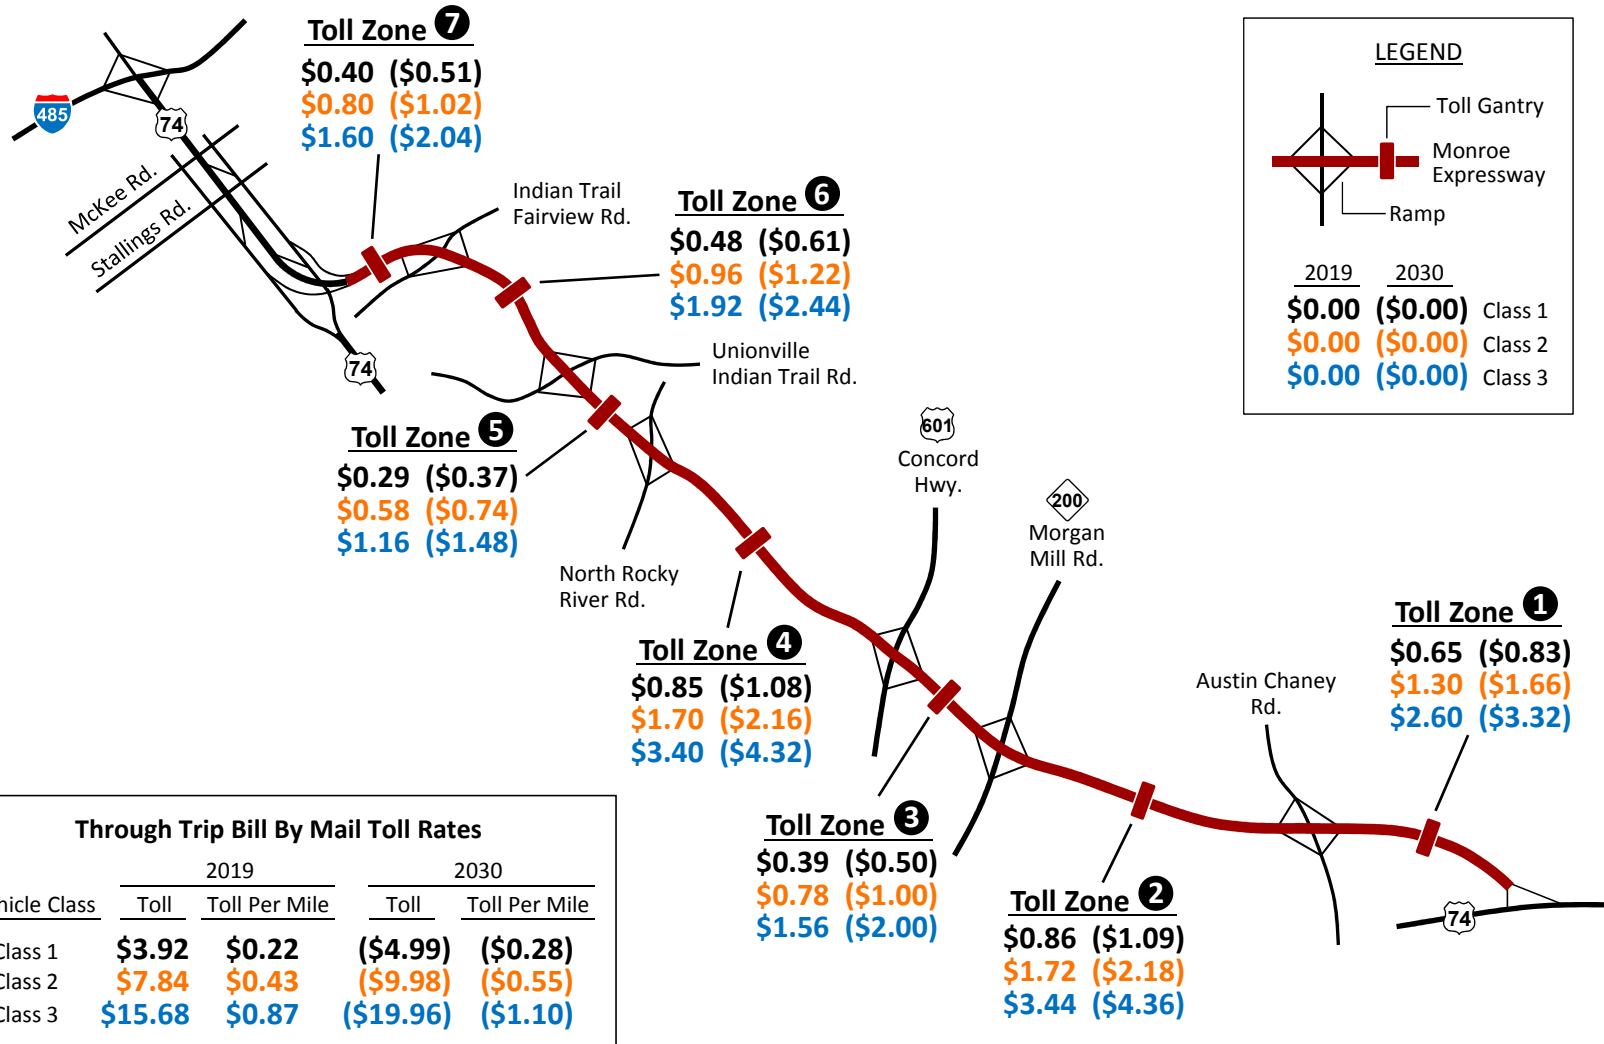 Toll Zone 7
$0.40 ($0.51)
$0.80 ($1.02)
$1.60 ($2.04)
485
74
McKee Rd.
Stallings Rd.
Indian Trail
Fairview Rd.
74
Toll Zone 6
$0.48 ($0.61)
$0.96 ($1.22)
$1.92 ($2.44)
Unionville
Indian Trail Rd.
LEGEND
Toll Gantry
Monroe
Expressway
Ramp
2019 2030
$0.00 ($0.00) Class 1
$0.00 ($0.00) Class 2
$0.00 ($0.00) Class 3
Toll Zone 5
$0.29 ($0.37)
$0.58 ($0.74)
$1.16 ($1.48)
North Rocky
River Rd.
601
Concord
Hwy.
200
Morgan
Mill Rd.
Toll Zone 4
$0.85 ($1.08)
$1.70 ($2.16)
$3.40 ($4.32)
Austin Chaney
Rd.
Toll Zone 1
$0.65 ($0.83)
$1.30 ($1.66)
$2.60 ($3.32)
Toll Zone 3
$0.39 ($0.50)
$0.78 ($1.00)
$1.56 ($2.00)
Toll Zone 2
$0.86 ($1.09)
$1.72 ($2.18)
$3.44 ($4.36)
74
Through Trip Bill By Mail Toll Rates
2019 2030
hicle Class Toll Toll Per Mile Toll Toll Per Mile
Class 1 $3.92 $0.22 ($4.99) ($0.28)
Class 2 $7.84 $0.43 ($9.98) ($0.55)
Class 3 $15.68 $0.87 ($19.96) ($1.10)